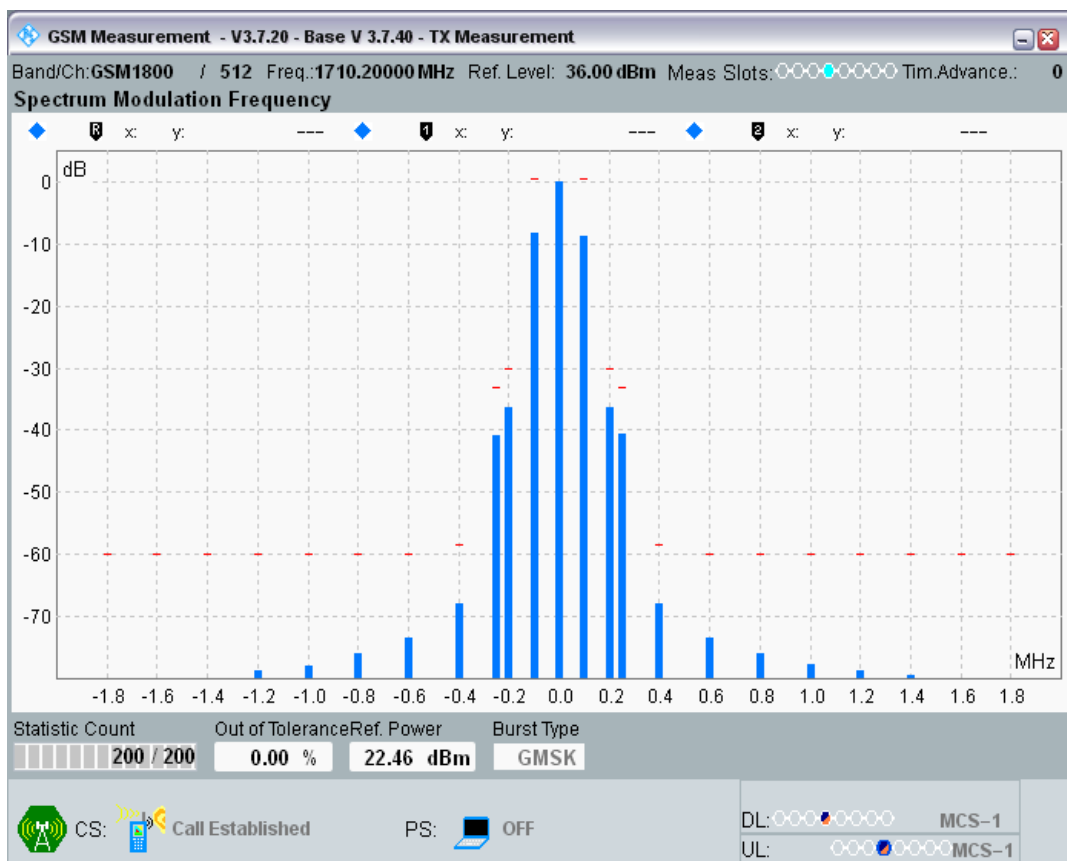 GSM Measurement - V3.7.20 - Base V 3.7.40 - TX Measurement
Band/Ch:GSM1800 / 512 Freq.:1710.20000 MHz Ref. Level: 36.00 dBm Meas Slots: Tim.Advance.: 0
Spectrum Modulation Frequency
R x: y: --- 1 x: y: --- 2 x: y: ---
dB
0
-10
-20
-30
-40
-50
-60
-70
MHz
-1.8 -1.6 -1.4 -1.2 -1.0 -0.8 -0.6 -0.4 -0.2 0.0 0.2 0.4 0.6 0.8 1.0 1.2 1.4 1.6 1.8
Statistic Count Out of Tolerance Ref. Power Burst Type
200 / 200 0.00 % 22.46 dBm GMSK
CS: Call Established PS: OFF DL: MCS-1
UL: MCS-1